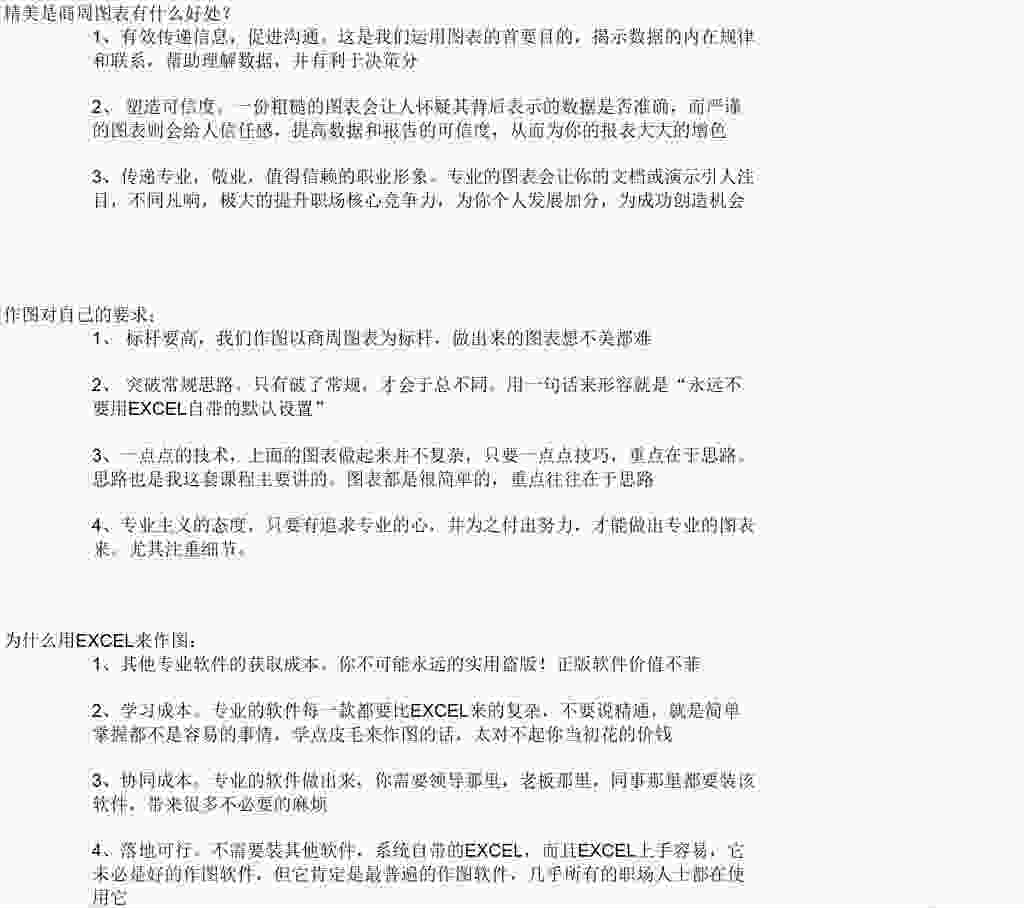 精美是商周图表有什么好处？
1、有效传递信息，促进沟通。这是我们运用图表的首要目的，揭示数据的内在规律
和联系，帮助理解数据，并有利于决策分
2、 塑造可信度。一份粗糙的图表会让人怀疑其背后表示的数据是否准确，而严谨
的图表则会给人信任感，提高数据和报告的可信度，从而为你的报表大大的增色
3、传递专业，敬业，值得信赖的职业形象。专业的图表会让你的文档或演示引人注
目，不同凡响，极大的提升职场核心竞争力，为你个人发展加分，为成功创造机会
作图对自己的要求：
1、 标杆要高，我们作图以商周图表为标杆，做出来的图表想不美都难
2、 突破常规思路。只有破了常规，才会于总不同。用一句话来形容就是“永远不
要用EXCEL自带的默认设置”
3、一点点的技术，上面的图表做起来并不复杂，只要一点点技巧，重点在于思路。
思路也是我这套课程主要讲的。图表都是很简单的，重点往往在于思路
4、专业主义的态度，只要有追求专业的心，并为之付出努力，才能做出专业的图表
来。尤其注重细节。
为什么用EXCEL来作图：
1、其他专业软件的获取成本。你不可能永远的实用盗版！正版软件价值不菲
2、学习成本。专业的软件每一款都要比EXCEL来的复杂，不要说精通，就是简单
掌握都不是容易的事情，学点皮毛来作图的话，太对不起你当初花的价钱
3、协同成本。专业的软件做出来，你需要领导那里，老板那里，同事那里都要装该
软件，带来很多不必要的麻烦
4、落地可行。不需要装其他软件，系统自带的EXCEL，而且EXCEL上手容易，它
未必是好的作图软件，但它肯定是最普遍的作图软件，几乎所有的职场人士都在使
用它